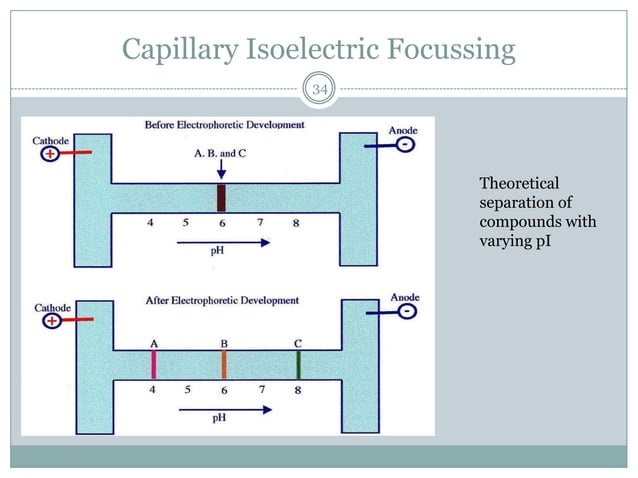 Capillary Isoelectric Focussing
34
Before Electrophoretic Development
Cathode
Anode
+
-
A. B. and C
4 5 6 7 8
pH
Theoretical
separation of
compounds with
varying pI
After Electrophoretic Development
Cathode
Anode
+
-
A B C
4 5 6 7 8
pH